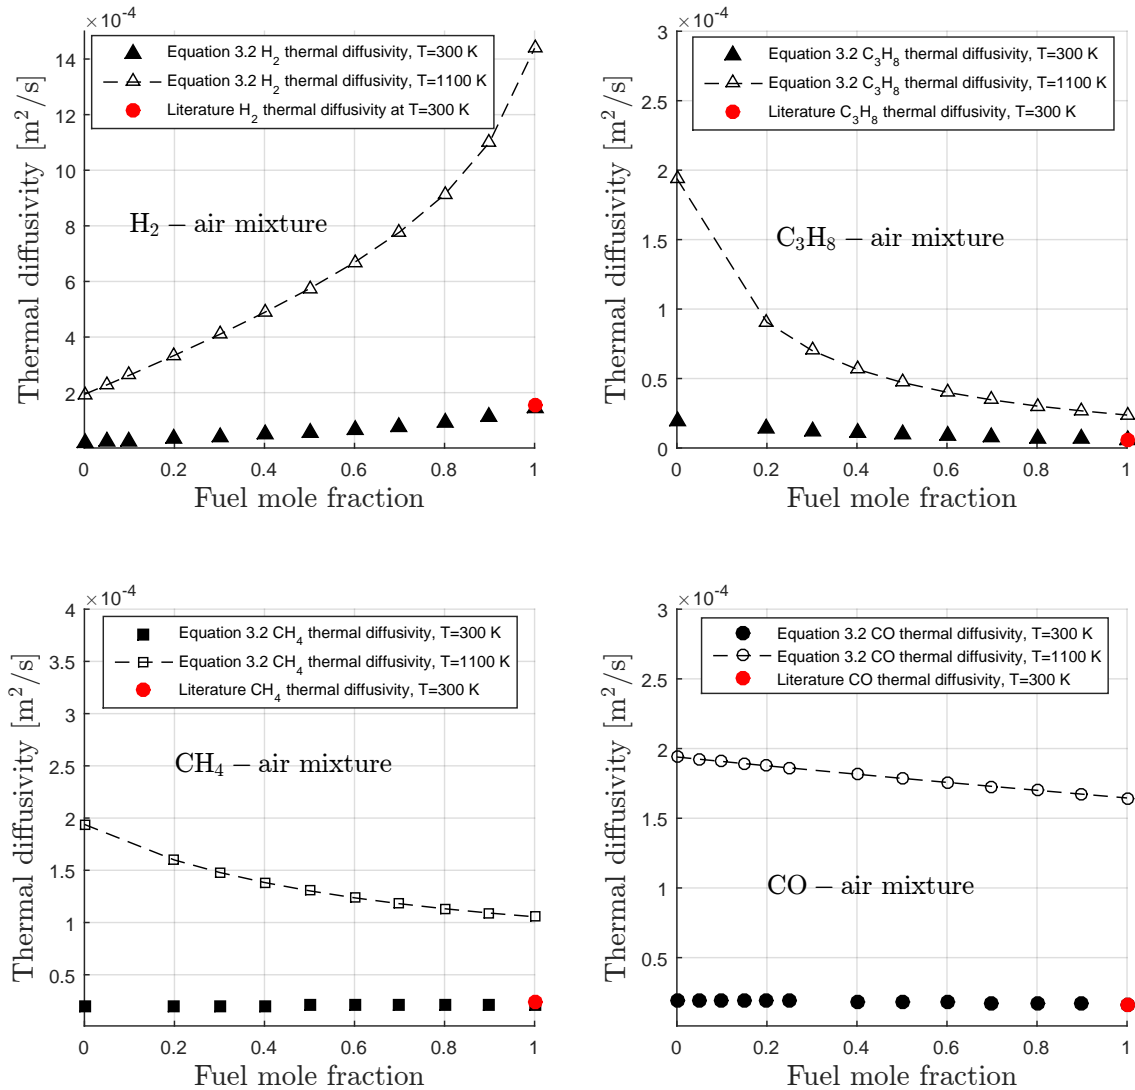 ×10⁻⁴
Equation 3.2 H₂ thermal diffusivity, T=300 K
Equation 3.2 H₂ thermal diffusivity, T=1100 K
Literature H₂ thermal diffusivity at T=300 K
H₂ − air mixture
Thermal diffusivity [m²/s]
14
12
10
8
6
4
2
0 0.2 0.4 0.6 0.8 1
Fuel mole fraction
×10⁻⁴
Equation 3.2 C₃H₈ thermal diffusivity, T=300 K
Equation 3.2 C₃H₈ thermal diffusivity, T=1100 K
Literature C₃H₈ thermal diffusivity, T=300 K
C₃H₈ − air mixture
Thermal diffusivity [m²/s]
3
2.5
2
1.5
1
0.5
0
0 0.2 0.4 0.6 0.8 1
Fuel mole fraction
×10⁻⁴
Equation 3.2 CH₄ thermal diffusivity, T=300 K
Equation 3.2 CH₄ thermal diffusivity, T=1100 K
Literature CH₄ thermal diffusivity, T=300 K
CH₄ − air mixture
Thermal diffusivity [m²/s]
4
3.5
3
2.5
2
1.5
1
0.5
0 0.2 0.4 0.6 0.8 1
Fuel mole fraction
×10⁻⁴
Equation 3.2 CO thermal diffusivity, T=300 K
Equation 3.2 CO thermal diffusivity, T=1100 K
Literature CO thermal diffusivity, T=300 K
CO − air mixture
Thermal diffusivity [m²/s]
3
2.5
2
1.5
1
0.5
0 0.2 0.4 0.6 0.8 1
Fuel mole fraction